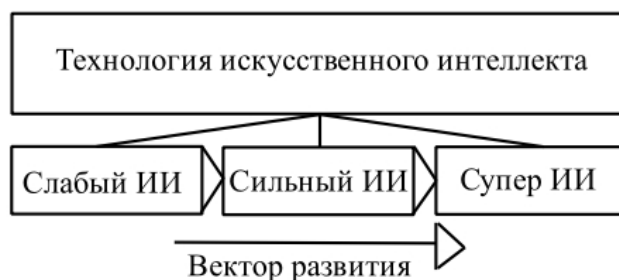 Технология искусственного интеллекта
Слабый ИИ
Сильный ИИ
Супер ИИ
Вектор развития